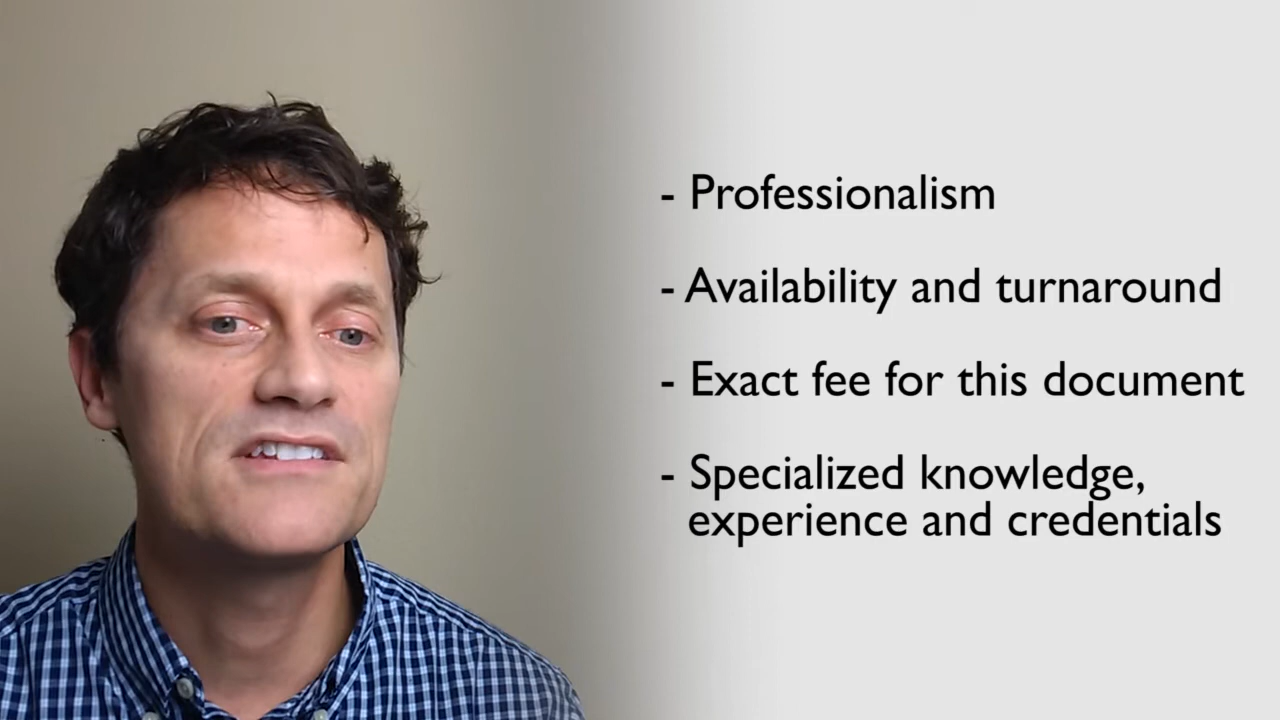 - Professionalism
- Availability and turnaround
- Exact fee for this document
- Specialized knowledge,
experience and credentials